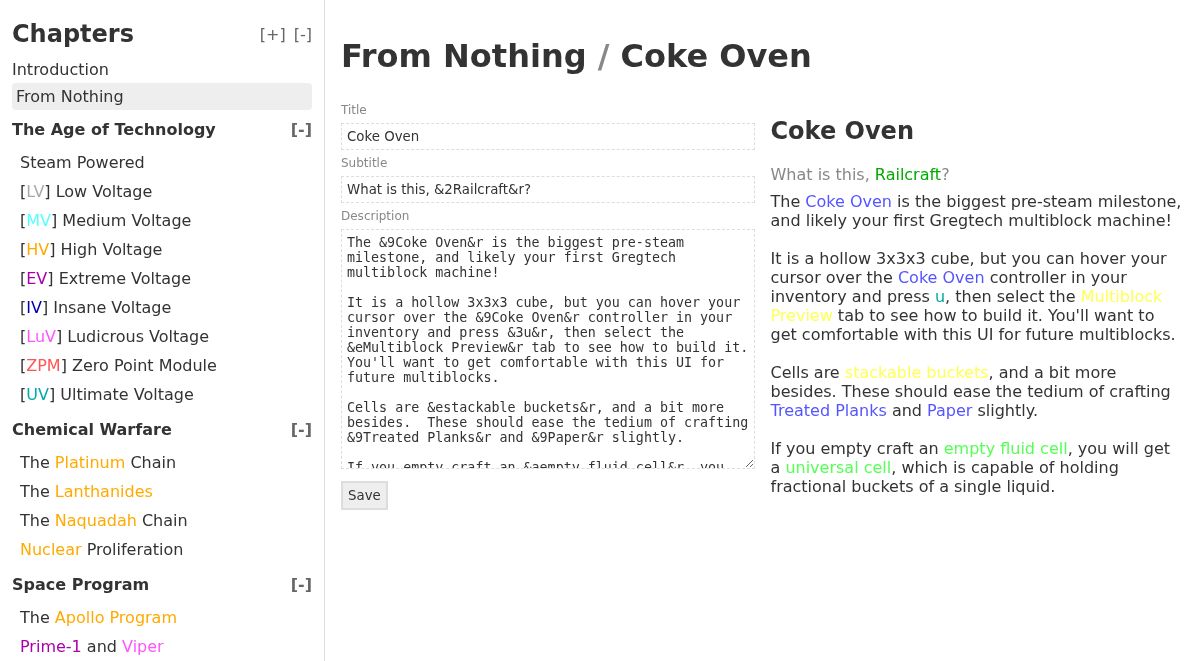 Chapters [+] [-]
Introduction
From Nothing
The Age of Technology [-]
Steam Powered
[LV] Low Voltage
[MV] Medium Voltage
[HV] High Voltage
[EV] Extreme Voltage
[IV] Insane Voltage
[LuV] Ludicrous Voltage
[ZPM] Zero Point Module
[UV] Ultimate Voltage
Chemical Warfare [-]
The Platinum Chain
The Lanthanides
The Naquadah Chain
Nuclear Proliferation
Space Program [-]
The Apollo Program
Prime-1 and Viper
From Nothing / Coke Oven
Title
Coke Oven
Subtitle
What is this, &2Railcraft&r?
Description
The &9Coke Oven&r is the biggest pre-steam
milestone, and likely your first Gregtech
multiblock machine!
It is a hollow 3x3x3 cube, but you can hover your
cursor over the &9Coke Oven&r controller in your
inventory and press &3u&r, then select the
&eMultiblock Preview&r tab to see how to build it.
You'll want to get comfortable with this UI for
future multiblocks.
Cells are &estackable buckets&r, and a bit more
besides.  These should ease the tedium of crafting
&9Treated Planks&r and &9Paper&r slightly.
If you empty craft an &aempty fluid cell&r, you
Save
Coke Oven
What is this, Railcraft?
The Coke Oven is the biggest pre-steam milestone,
and likely your first Gregtech multiblock machine!
It is a hollow 3x3x3 cube, but you can hover your
cursor over the Coke Oven controller in your
inventory and press u, then select the Multiblock
Preview tab to see how to build it. You'll want to
get comfortable with this UI for future multiblocks.
Cells are stackable buckets, and a bit more
besides. These should ease the tedium of crafting
Treated Planks and Paper slightly.
If you empty craft an empty fluid cell, you will get
a universal cell, which is capable of holding
fractional buckets of a single liquid.